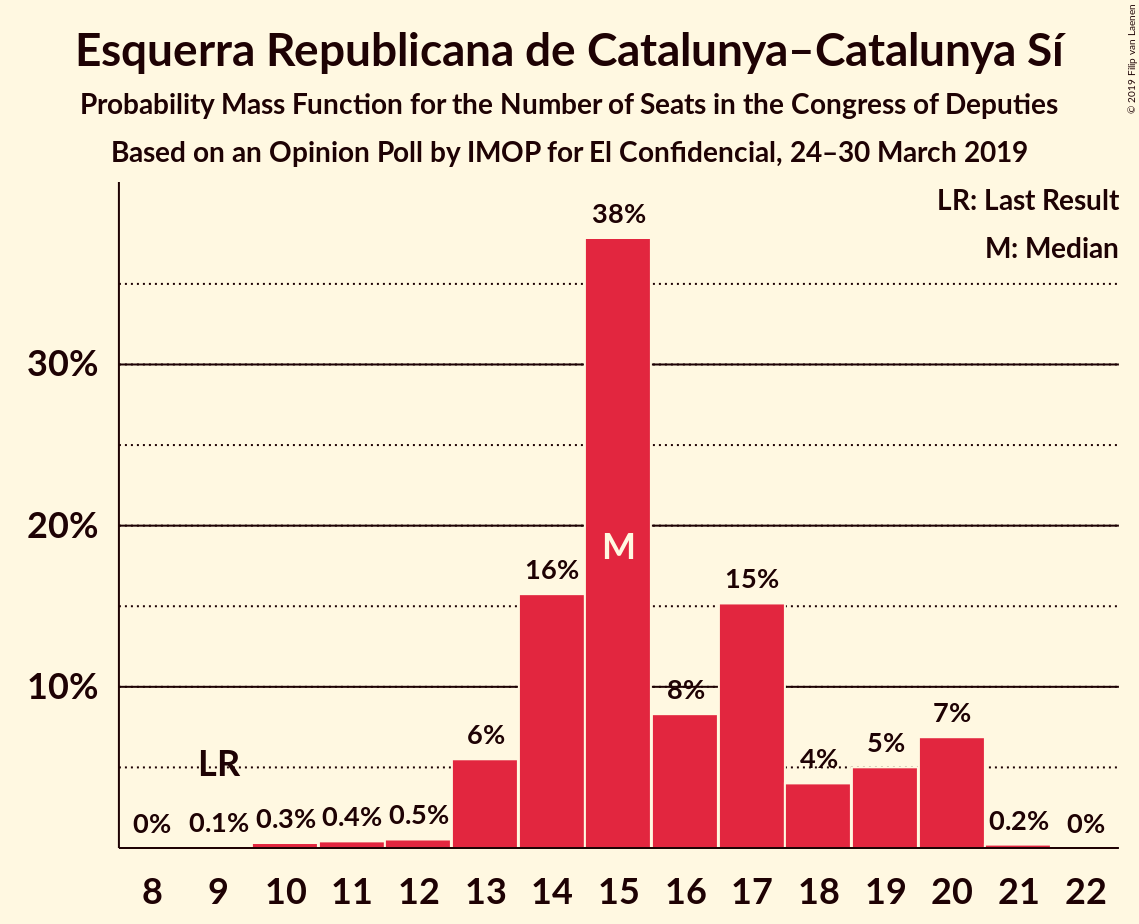 Esquerra Republicana de Catalunya–Catalunya Sí
Probability Mass Function for the Number of Seats in the Congress of Deputies
Based on an Opinion Poll by IMOP for El Confidencial, 24–30 March 2019
© 2019 Filip van Laenen
LR: Last Result
M: Median
38%
30%
20%
M
16%
15%
10%
8%
7%
6%
5%
4%
LR
0%
0.1%
0.3%
0.4%
0.5%
0.2%
0%
8 9 10 11 12 13 14 15 16 17 18 19 20 21 22